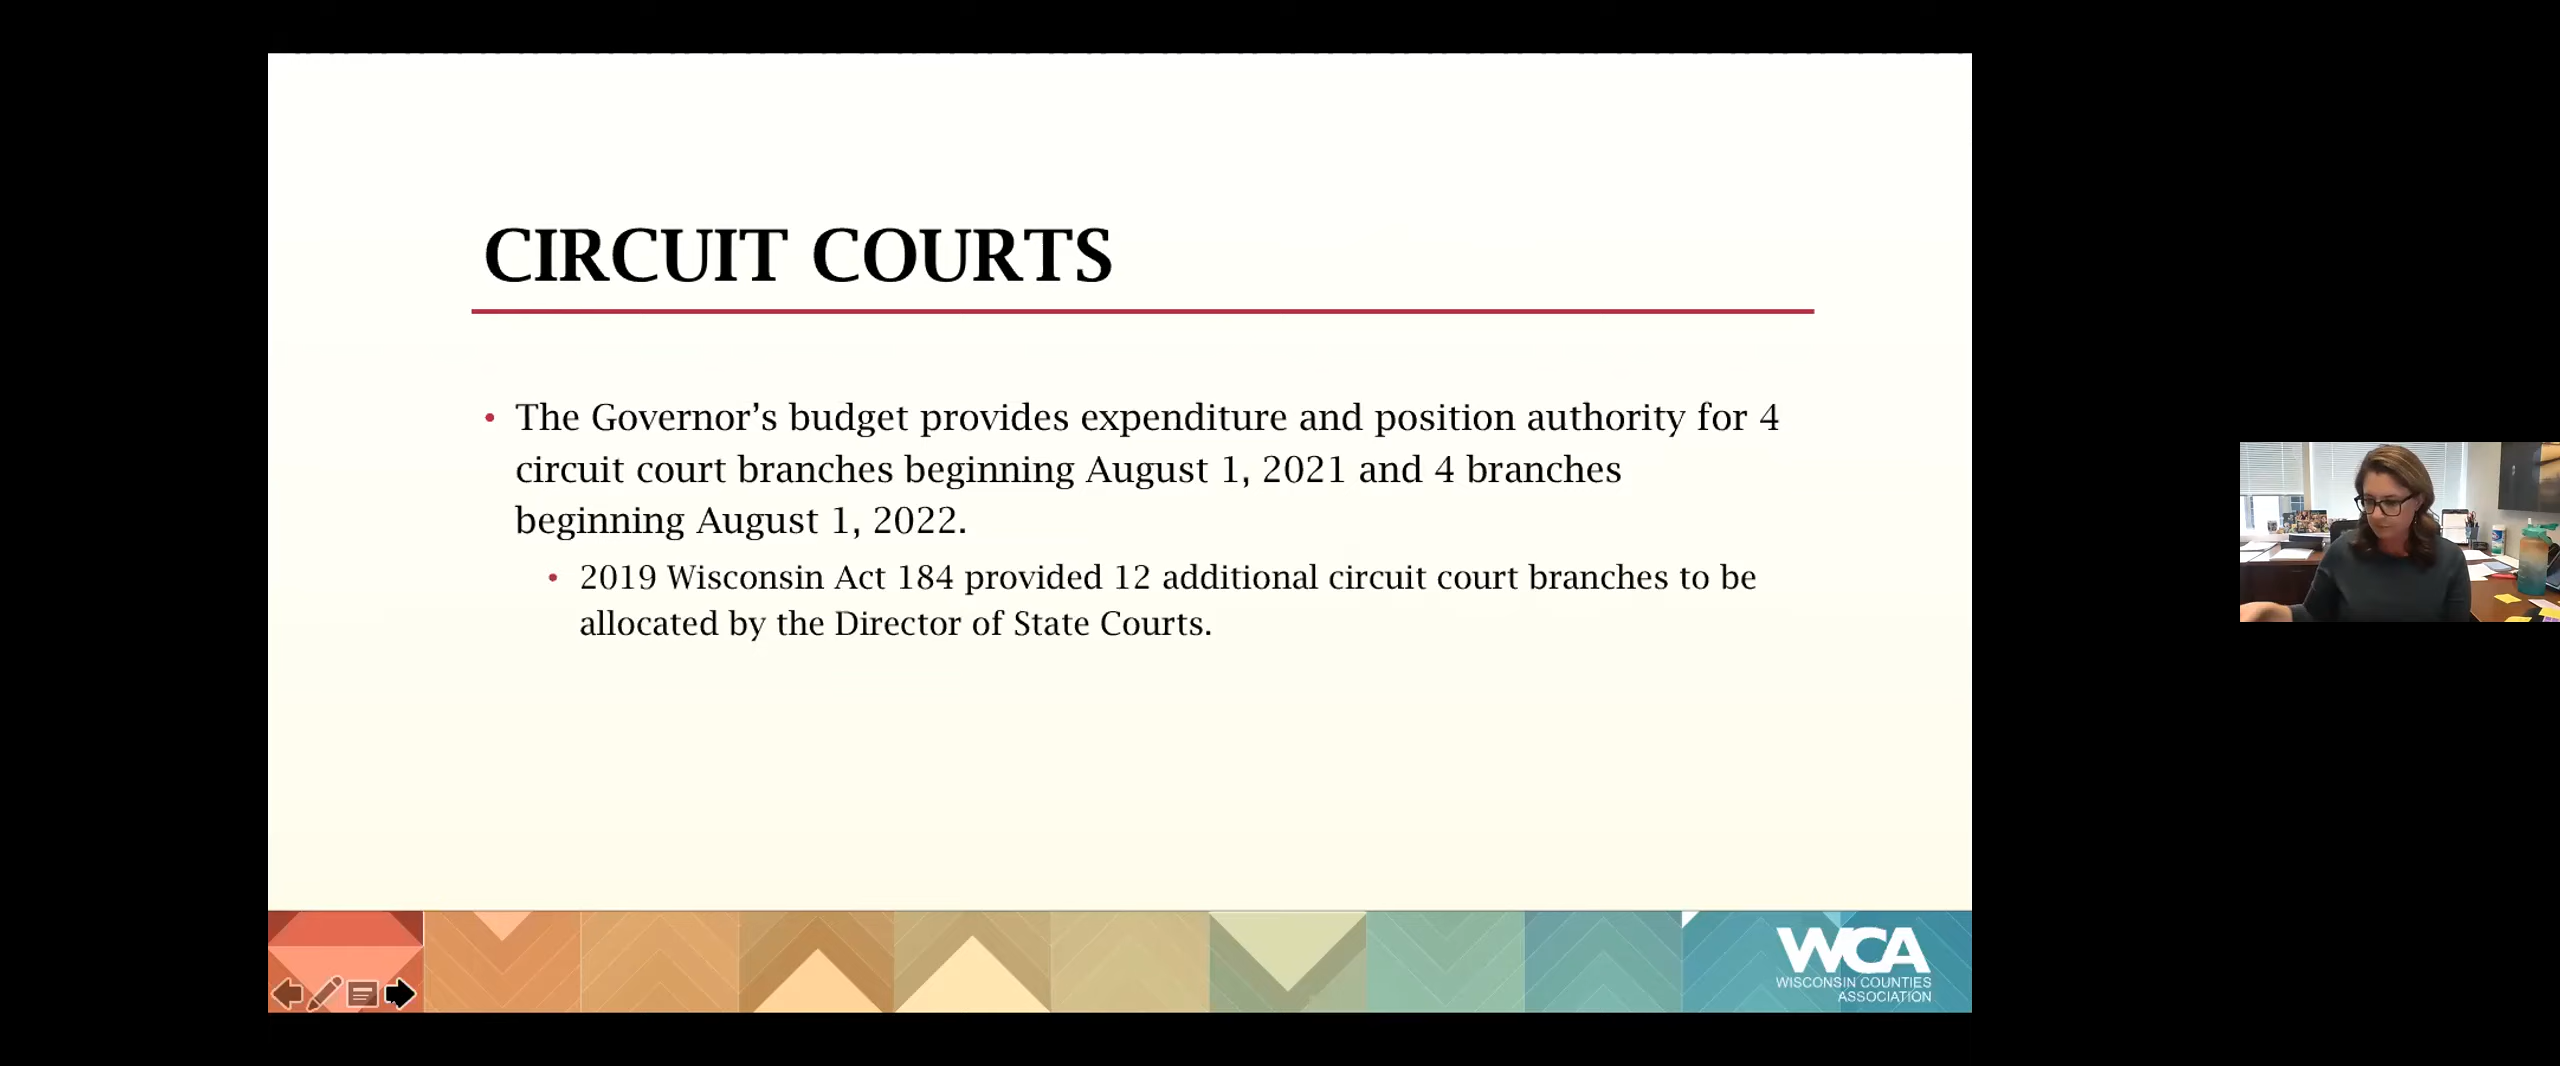 CIRCUIT COURTS
• The Governor’s budget provides expenditure and position authority for 4
circuit court branches beginning August 1, 2021 and 4 branches
beginning August 1, 2022.
• 2019 Wisconsin Act 184 provided 12 additional circuit court branches to be
allocated by the Director of State Courts.
WCA
WISCONSIN COUNTIES
ASSOCIATION